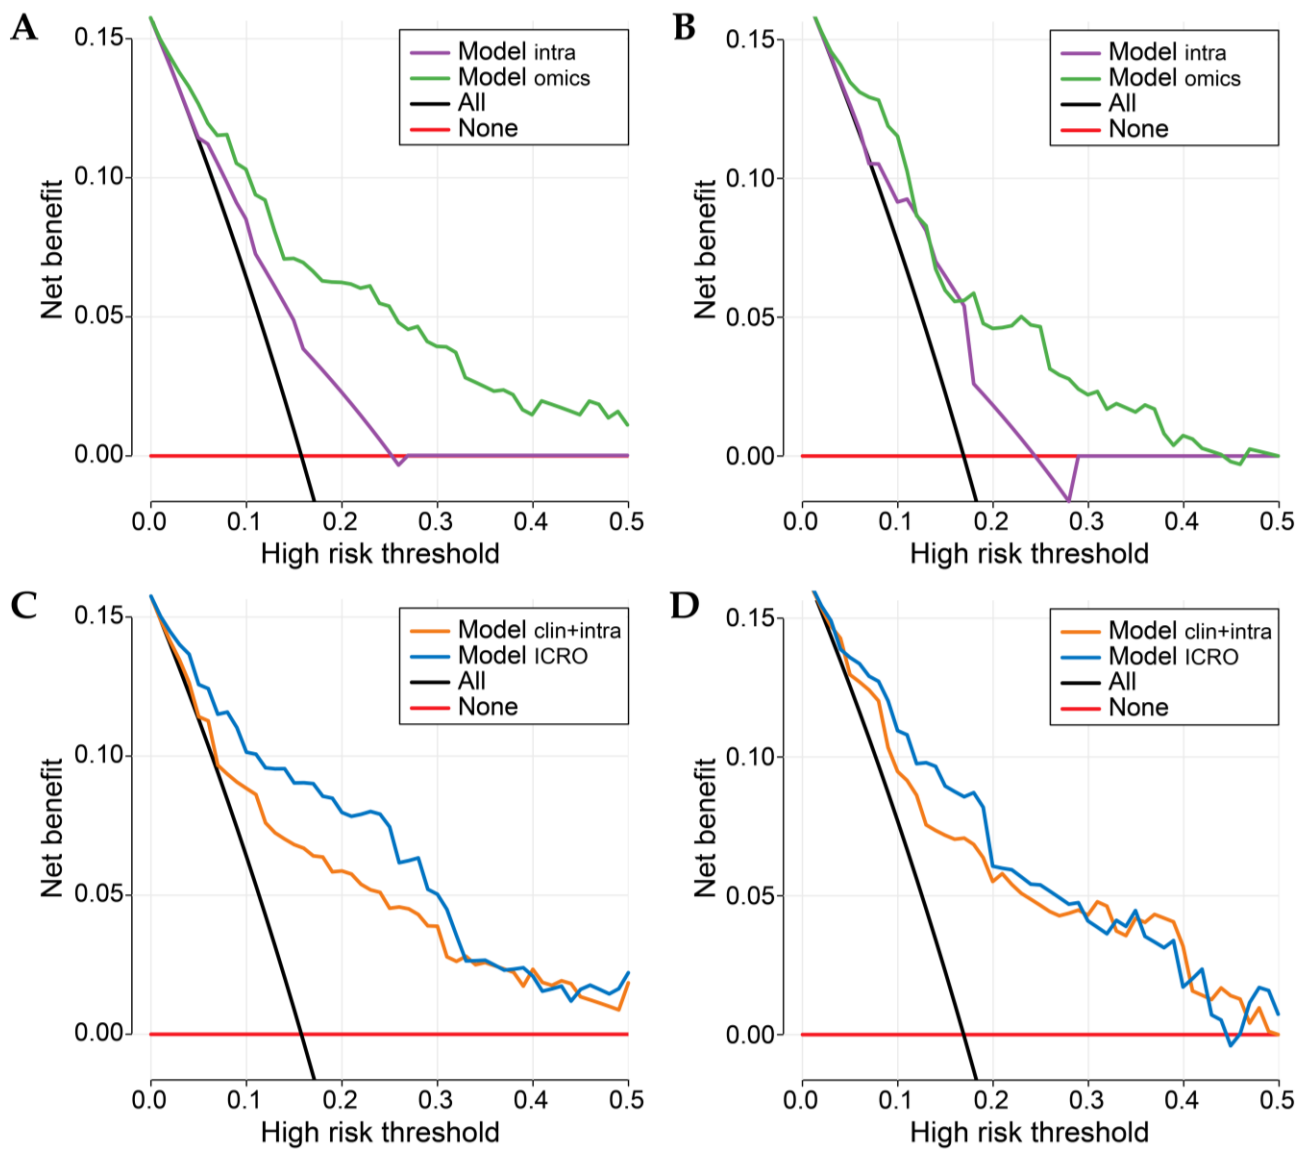 A
Net benefit
0.15
0.10
0.05
0.00
Model intra
Model omics
All
None
0.0 0.1 0.2 0.3 0.4 0.5
High risk threshold
B
Net benefit
0.15
0.10
0.05
0.00
Model intra
Model omics
All
None
0.0 0.1 0.2 0.3 0.4 0.5
High risk threshold
C
Net benefit
0.15
0.10
0.05
0.00
Model clin+intra
Model ICRO
All
None
0.0 0.1 0.2 0.3 0.4 0.5
High risk threshold
D
Net benefit
0.15
0.10
0.05
0.00
Model clin+intra
Model ICRO
All
None
0.0 0.1 0.2 0.3 0.4 0.5
High risk threshold